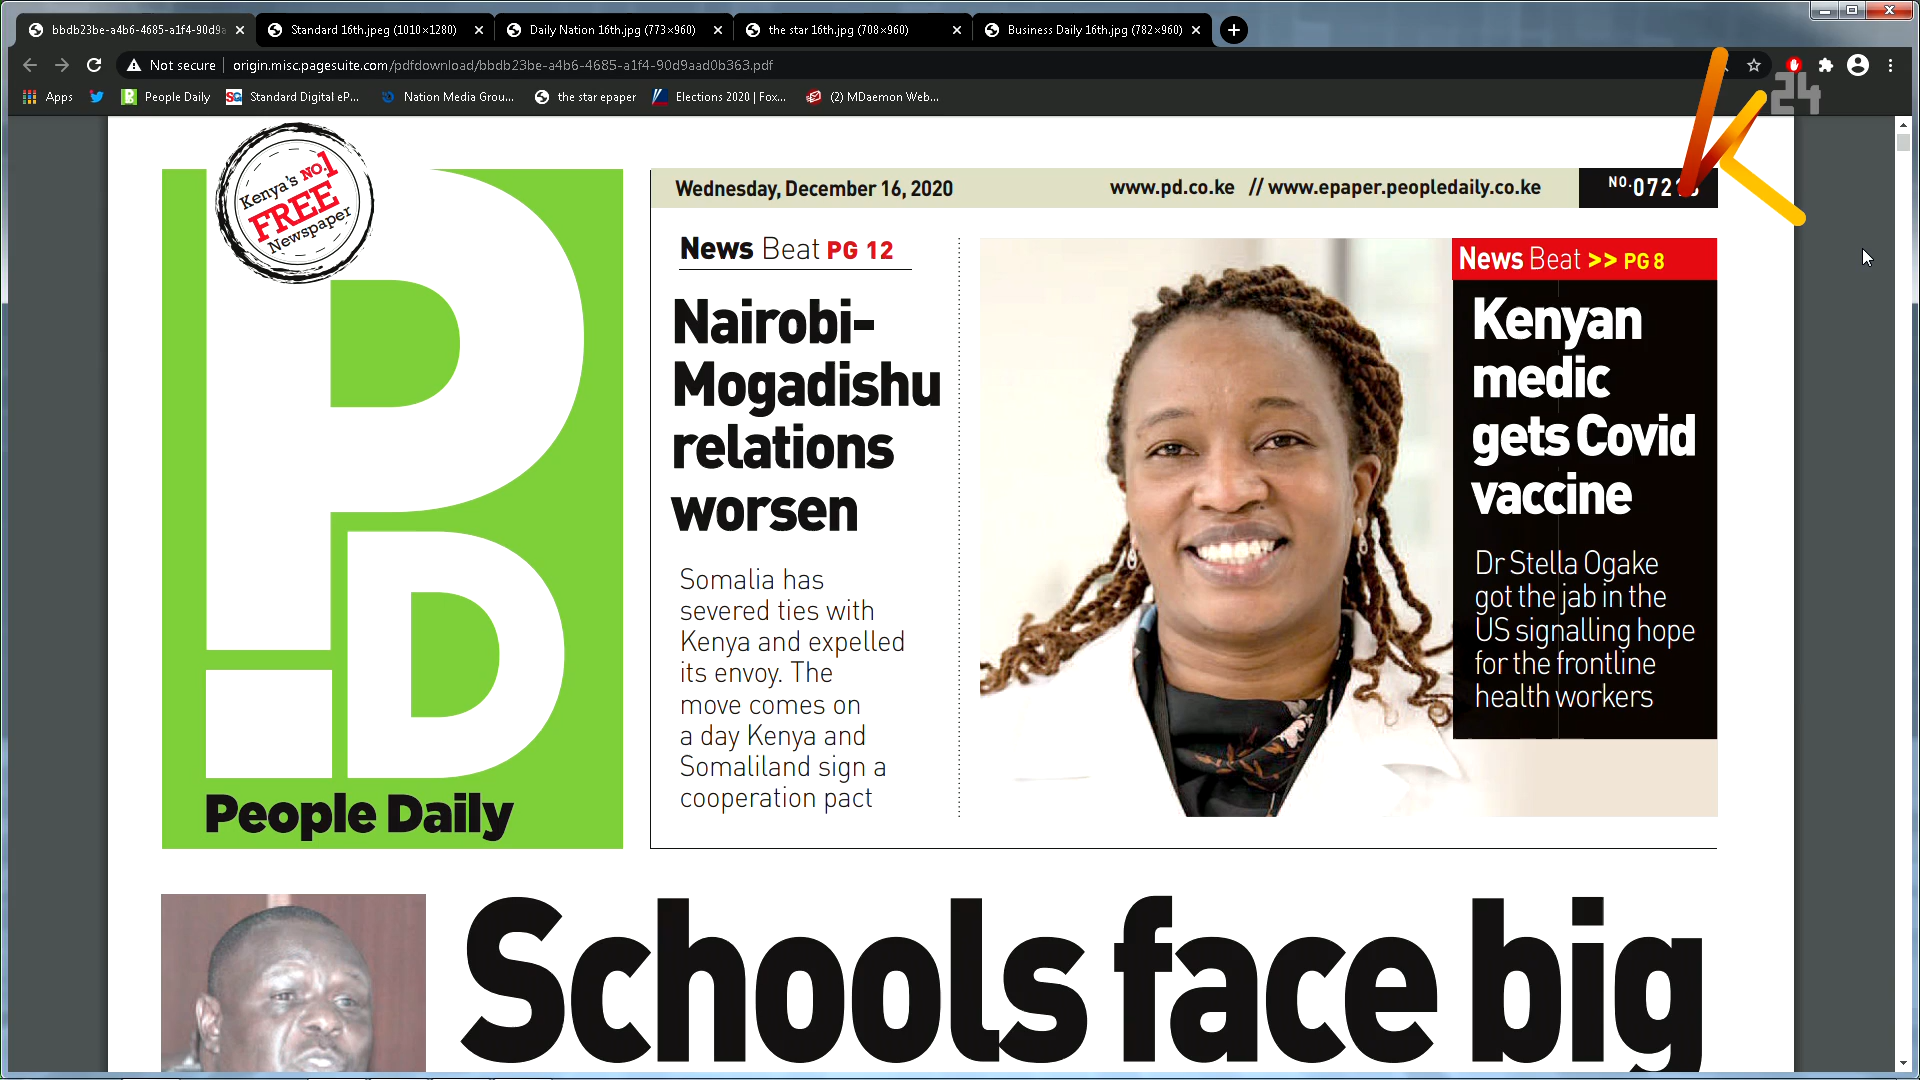 bbdb23be-a4b6-4685-a1f4-90d9a
Standard 16th.jpeg (1010×1280)
Daily Nation 16th.jpg (773×960)
the star 16th.jpg (708×960)
Business Daily 16th.jpg (782×960)
Not secure
origin.misc.pagesuite.com/pdfdownload/bbdb23be-a4b6-4685-a1f4-90d9aad0b363.pdf
Apps
People Daily
SG
Standard Digital eP...
Nation Media Grou...
the star epaper
Elections 2020 | Fox...
(2) MDaemon Web...
K24
Kenya's NO.1
FREE
Newspaper
PD
People Daily
Wednesday, December 16, 2020
www.pd.co.ke // www.epaper.peopledaily.co.ke
NO.
News Beat PG 12
Nairobi-
Mogadishu
relations
worsen
Somalia has
severed ties with
Kenya and expelled
its envoy. The
move comes on
a day Kenya and
Somaliland sign a
cooperation pact
News Beat >> PG 8
Kenyan
medic
gets Covid
vaccine
Dr Stella Ogake
got the jab in the
US signalling hope
for the frontline
health workers
Schools face big